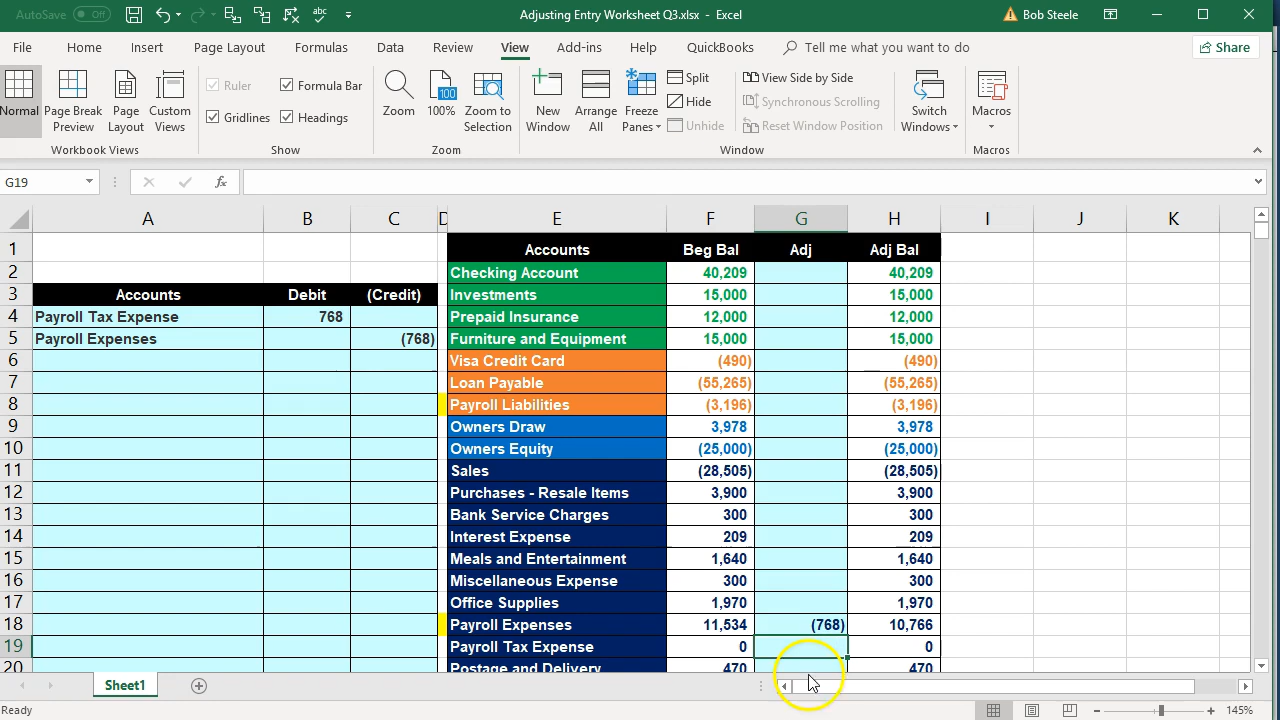 AutoSave Off Adjusting Entry Worksheet Q3.xlsx - Excel Bob Steele
File Home Insert Page Layout Formulas Data Review View Add-ins Help QuickBooks Tell me what you want to do Share
Normal Page Break Preview Page Layout Custom Views
Ruler Formula Bar
Gridlines Headings
Zoom 100% Zoom to Selection
New Window Arrange All Freeze Panes
Split
Hide
Unhide
View Side by Side
Synchronous Scrolling
Reset Window Position
Switch Windows Macros
Workbook Views Show Zoom Window Macros
G19 fx
A B C D E F G H I J K
1 Accounts Beg Bal Adj Adj Bal
2 Checking Account 40,209 40,209
3 Accounts Debit (Credit) Investments 15,000 15,000
4 Payroll Tax Expense 768 Prepaid Insurance 12,000 12,000
5 Payroll Expenses (768) Furniture and Equipment 15,000 15,000
6 Visa Credit Card (490) (490)
7 Loan Payable (55,265) (55,265)
8 Payroll Liabilities (3,196) (3,196)
9 Owners Draw 3,978 3,978
10 Owners Equity (25,000) (25,000)
11 Sales (28,505) (28,505)
12 Purchases - Resale Items 3,900 3,900
13 Bank Service Charges 300 300
14 Interest Expense 209 209
15 Meals and Entertainment 1,640 1,640
16 Miscellaneous Expense 300 300
17 Office Supplies 1,970 1,970
18 Payroll Expenses 11,534 (768) 10,766
19 Payroll Tax Expense 0 0
20 Postage and Delivery 470 470
Sheet1
Ready 145%